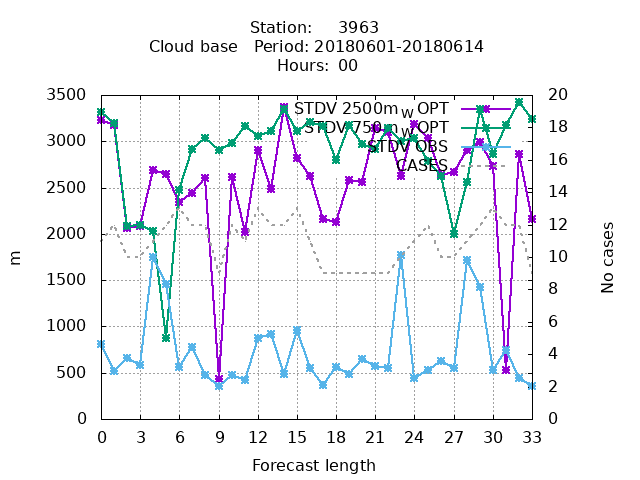 Station: 3963
Cloud base Period: 20180601-20180614
Hours: 00
STDV 2500m_w OPT
STDV 750m_w OPT
STDV OBS
CASES
3500
3000
2500
2000
1500
1000
500
0
20
18
16
14
12
10
8
6
4
2
0
m
No cases
0 3 6 9 12 15 18 21 24 27 30 33
Forecast length